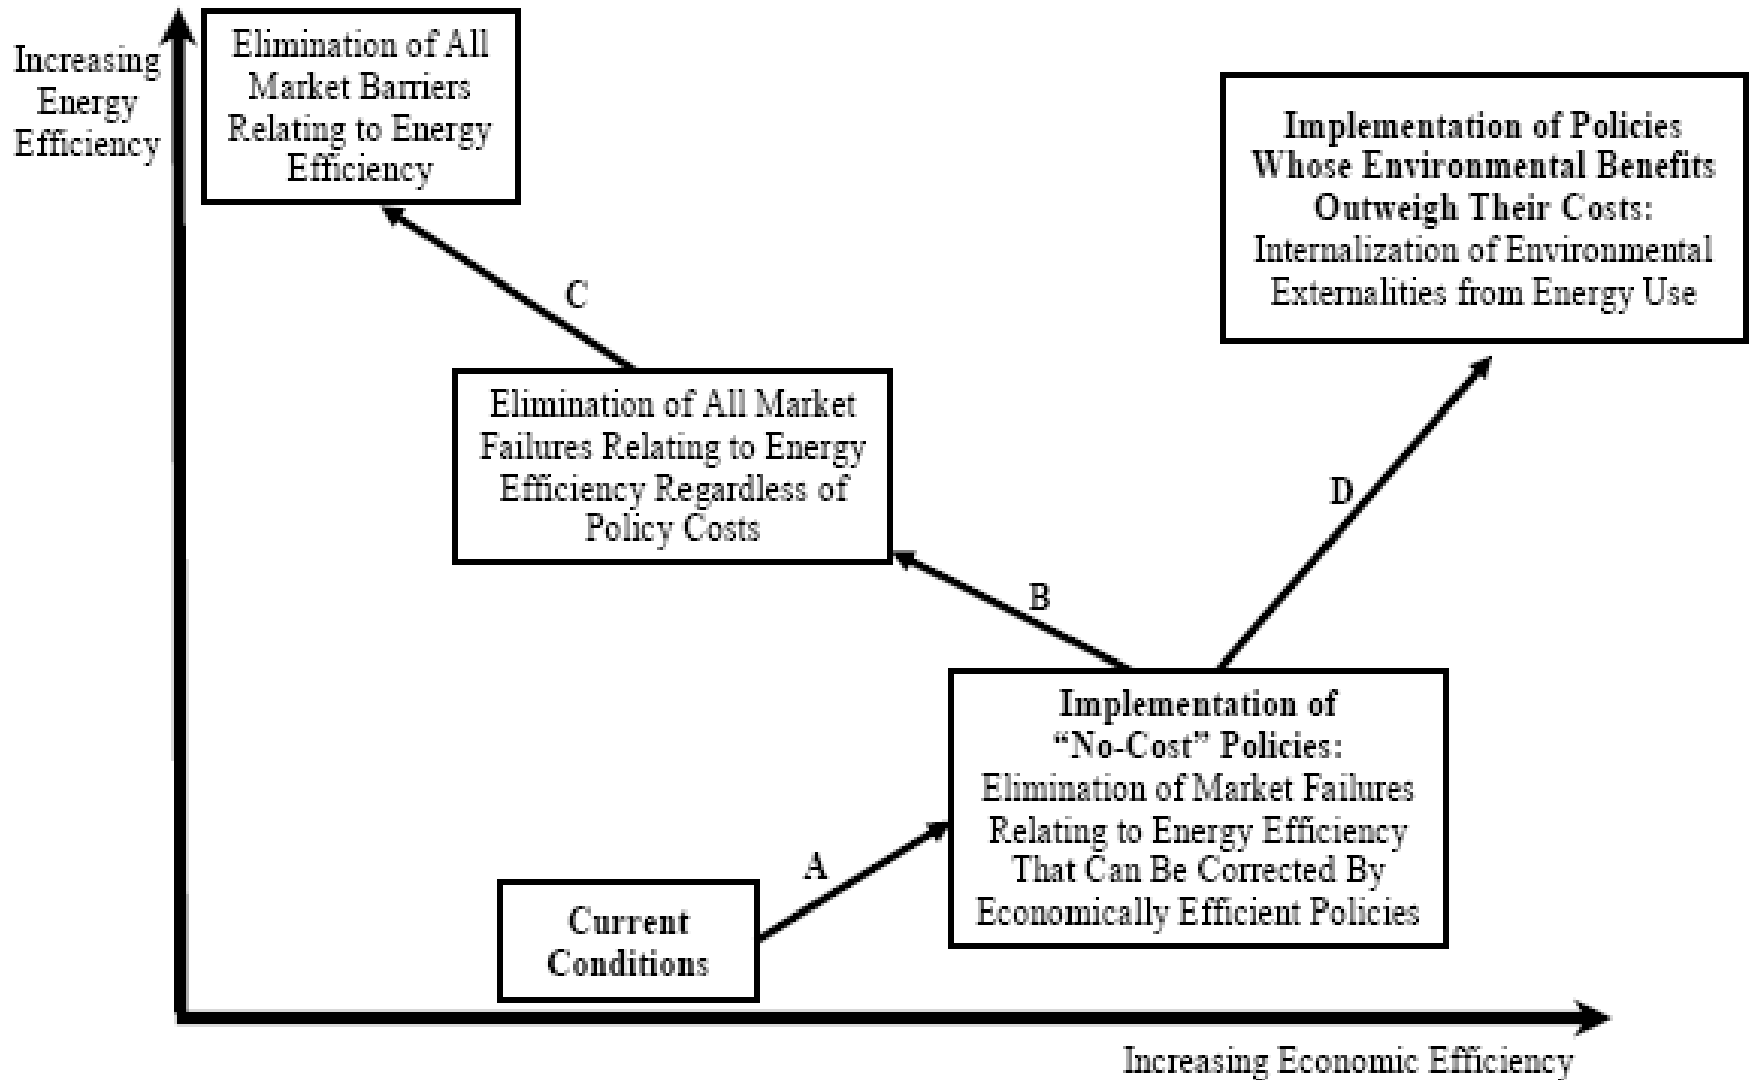 Increasing
Energy
Efficiency
Elimination of All
Market Barriers
Relating to Energy
Efficiency
Implementation of Policies
Whose Environmental Benefits
Outweigh Their Costs:
Internalization of Environmental
Externalities from Energy Use
C
Elimination of All Market
Failures Relating to Energy
Efficiency Regardless of
Policy Costs
D
B
Implementation of
“No-Cost” Policies:
Elimination of Market Failures
Relating to Energy Efficiency
That Can Be Corrected By
Economically Efficient Policies
A
Current
Conditions
Increasing Economic Efficiency